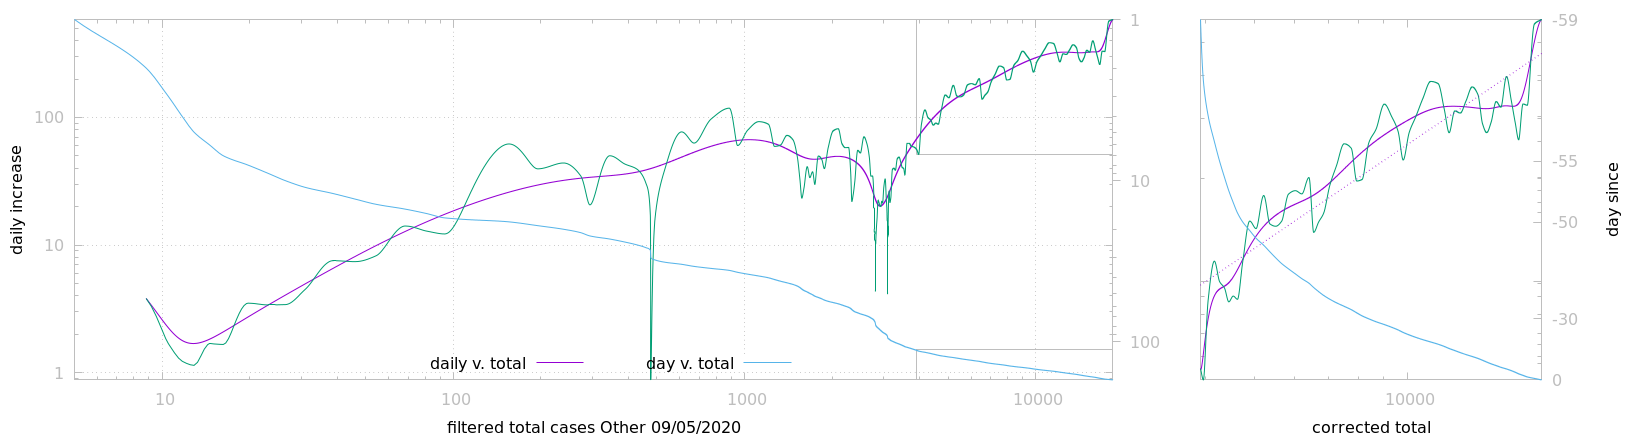 daily increase
100
10
1
daily v. total
day v. total
1
10
100
10
100
1000
10000
filtered total cases Other 09/05/2020
-59
-55
-50
-30
0
day since
10000
corrected total